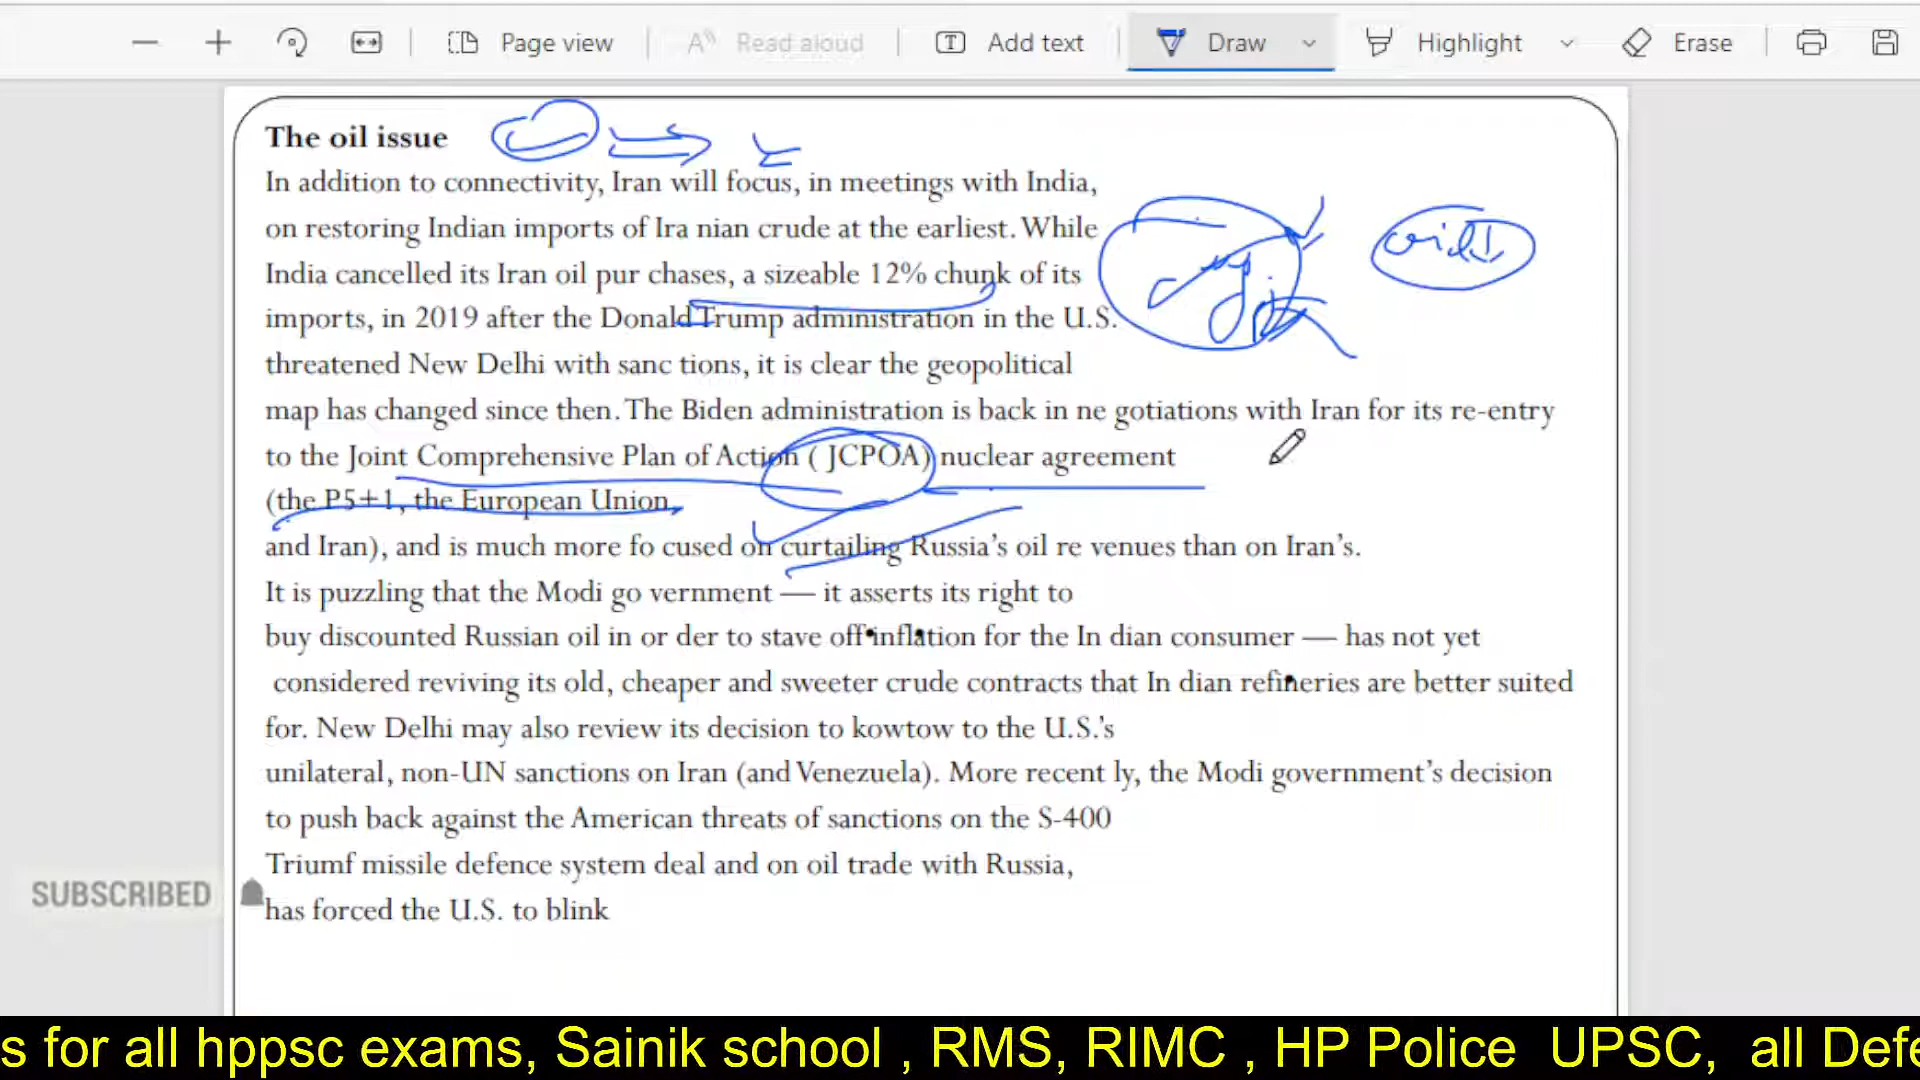 Page view
Read aloud
Add text
Draw
Highlight
Erase
The oil issue
In addition to connectivity, Iran will focus, in meetings with India,
on restoring Indian imports of Ira nian crude at the earliest. While
India cancelled its Iran oil pur chases, a sizeable 12% chunk of its
imports, in 2019 after the Donald Trump administration in the U.S.
threatened New Delhi with sanc tions, it is clear the geopolitical
map has changed since then. The Biden administration is back in ne gotiations with Iran for its re-entry
to the Joint Comprehensive Plan of Action ( JCPOA) nuclear agreement
(the P5+1, the European Union,
and Iran), and is much more fo cused on curtailing Russia's oil re venues than on Iran's.
It is puzzling that the Modi go vernment — it asserts its right to
buy discounted Russian oil in or der to stave off inflation for the In dian consumer — has not yet
considered reviving its old, cheaper and sweeter crude contracts that In dian refineries are better suited
for. New Delhi may also review its decision to kowtow to the U.S.'s
unilateral, non-UN sanctions on Iran (and Venezuela). More recent ly, the Modi government's decision
to push back against the American threats of sanctions on the S-400
Triumf missile defence system deal and on oil trade with Russia,
has forced the U.S. to blink
SUBSCRIBED
s for all hppsc exams, Sainik school , RMS, RIMC , HP Police UPSC, all Defe